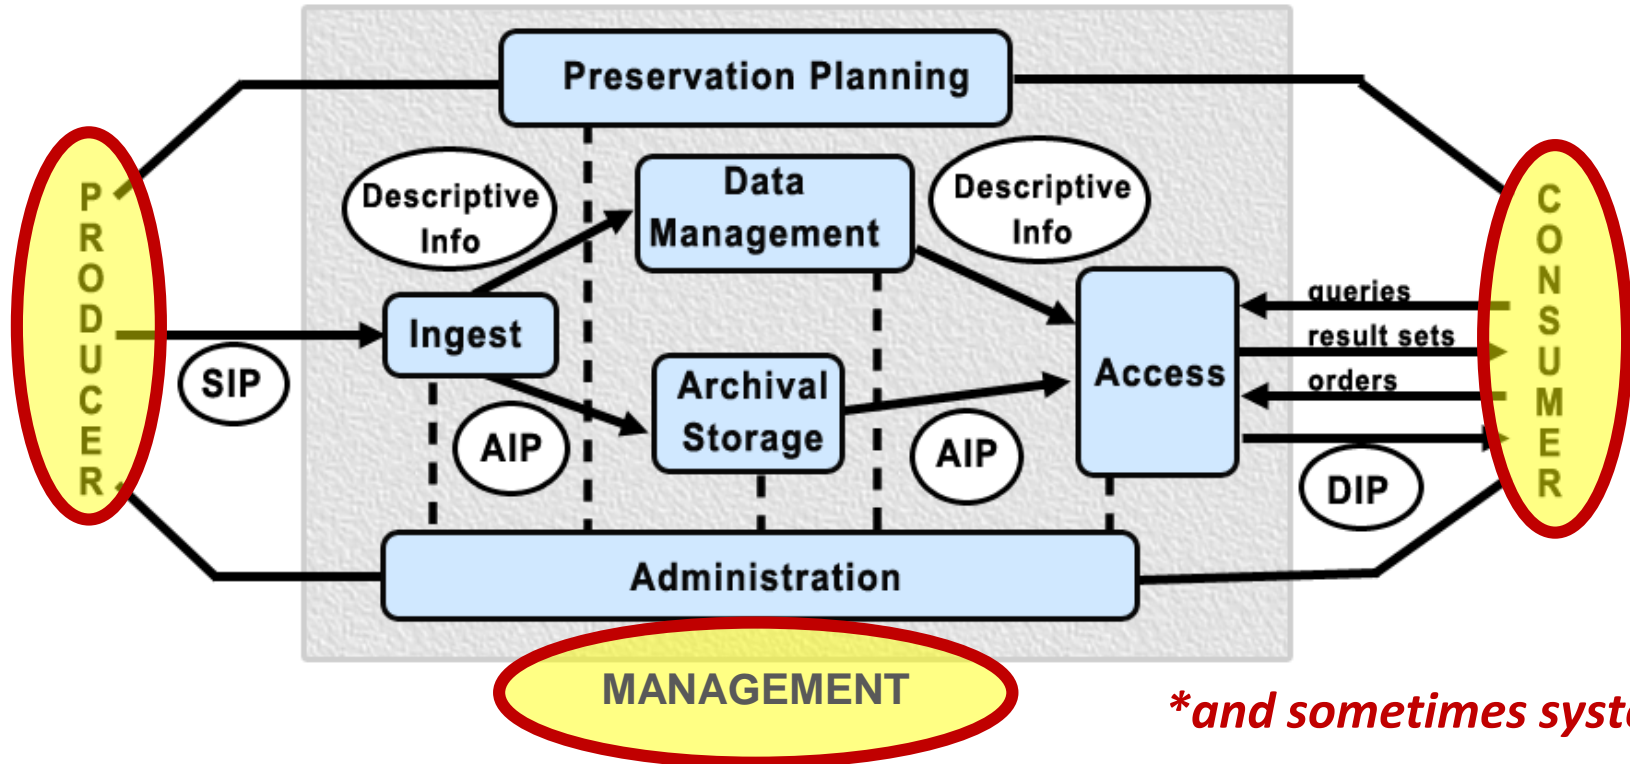 Preservation Planning
PRODUCER
Descriptive
Info
Data
Management
Descriptive
Info
CONSUMER
Ingest
SIP
AIP
Archival
Storage
AIP
Access
queries
result sets
orders
DIP
Administration
MANAGEMENT
*and sometimes